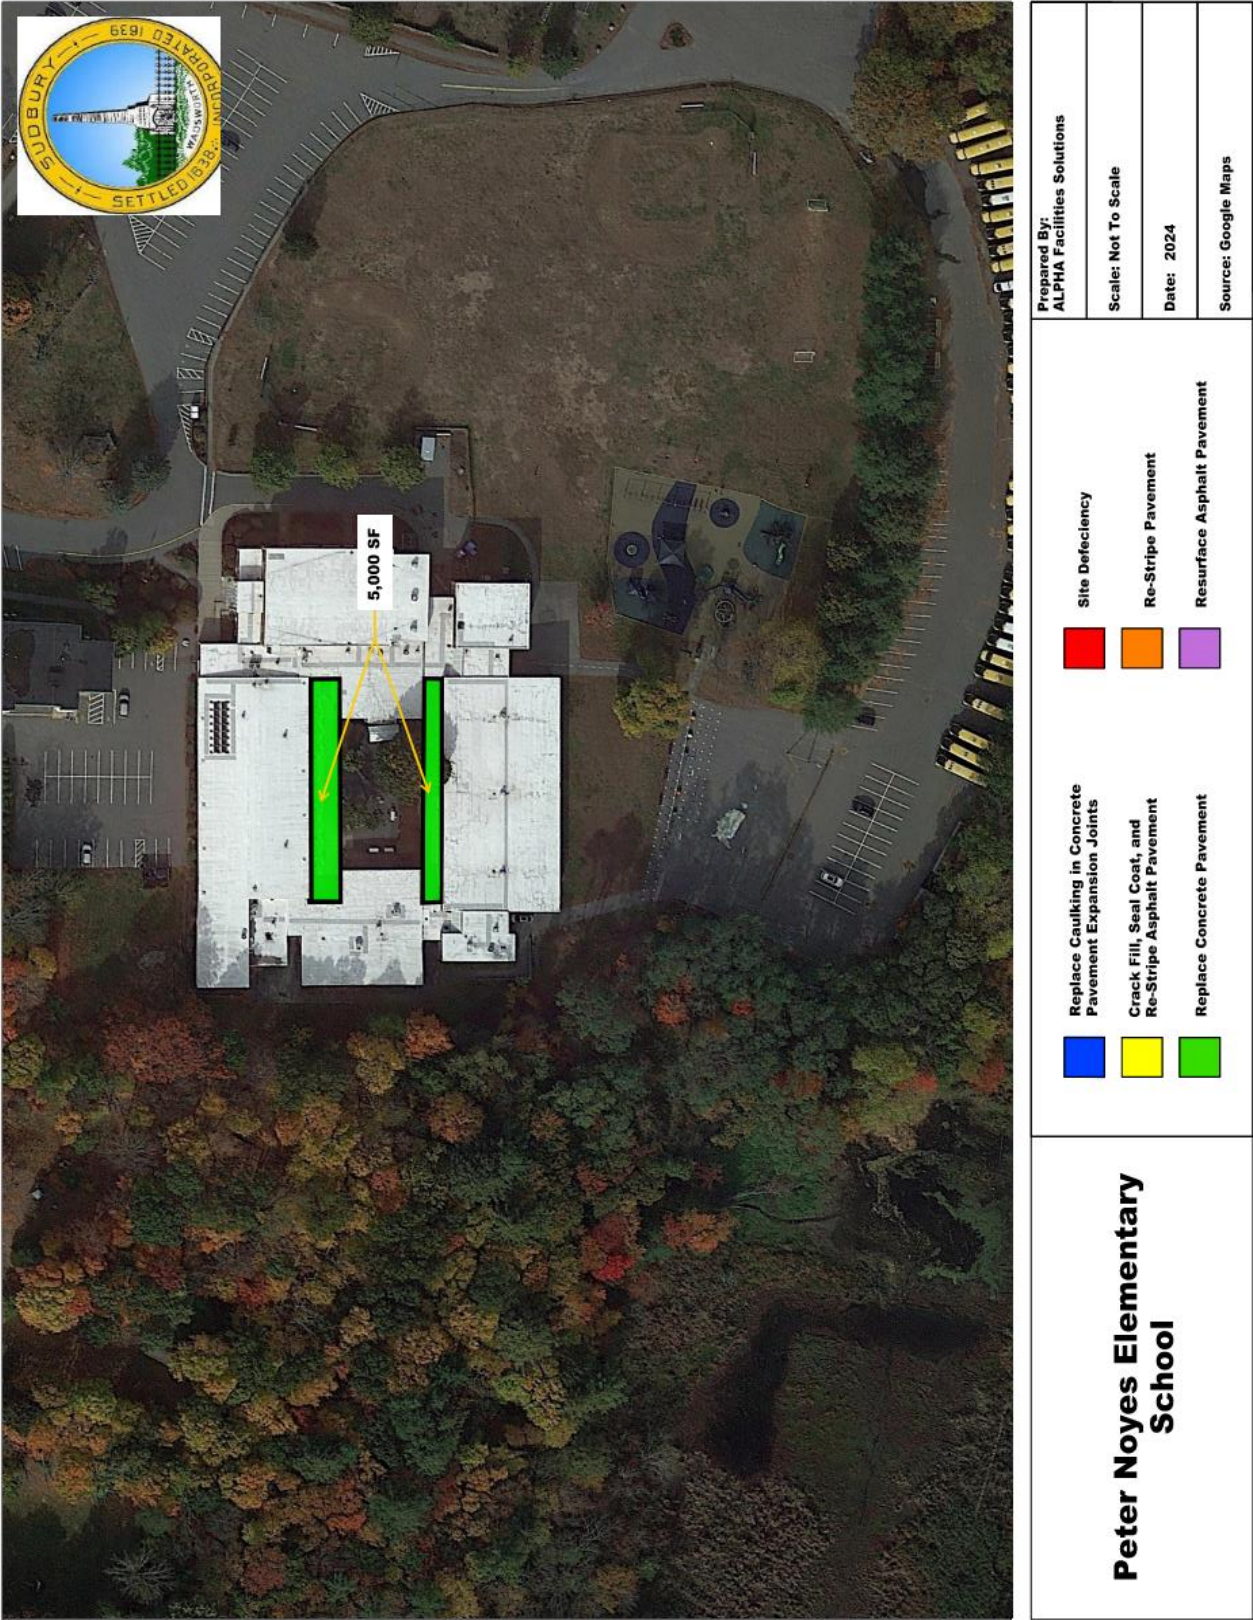 SUDBURY
SETTLED 1638. INCORPORATED 1639
WADSWORTH
5,000 SF
Peter Noyes Elementary
School
Replace Caulking in Concrete
Pavement Expansion Joints
Crack Fill, Seal Coat, and
Re-Stripe Asphalt Pavement
Replace Concrete Pavement
Site Defeciency
Re-Stripe Pavement
Resurface Asphalt Pavement
Prepared By:
ALPHA Facilities Solutions
Scale: Not To Scale
Date: 2024
Source: Google Maps